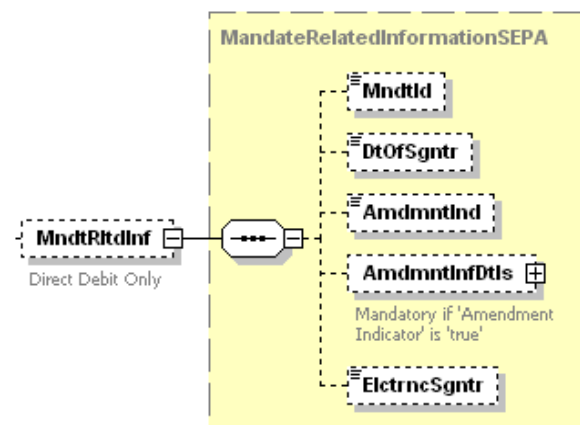 MandateRelatedInformationSEPA
MndtId
DtOfSgntr
AmdmntInd
MndtRltdInf
Direct Debit Only
AmdmntInfDtls
Mandatory if 'Amendment
Indicator' is 'true'
ElctrncSgntr